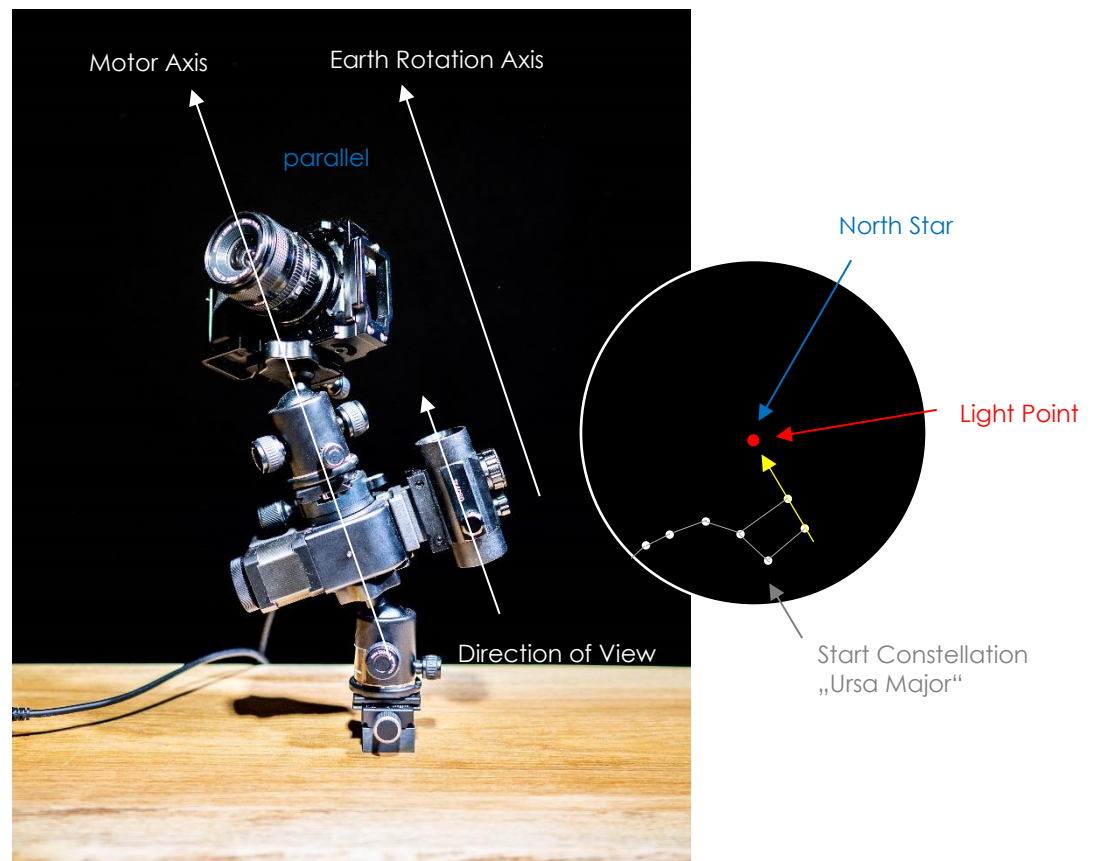 Motor Axis
Earth Rotation Axis
parallel
North Star
Light Point
Direction of View
Start Constellation
„Ursa Major“